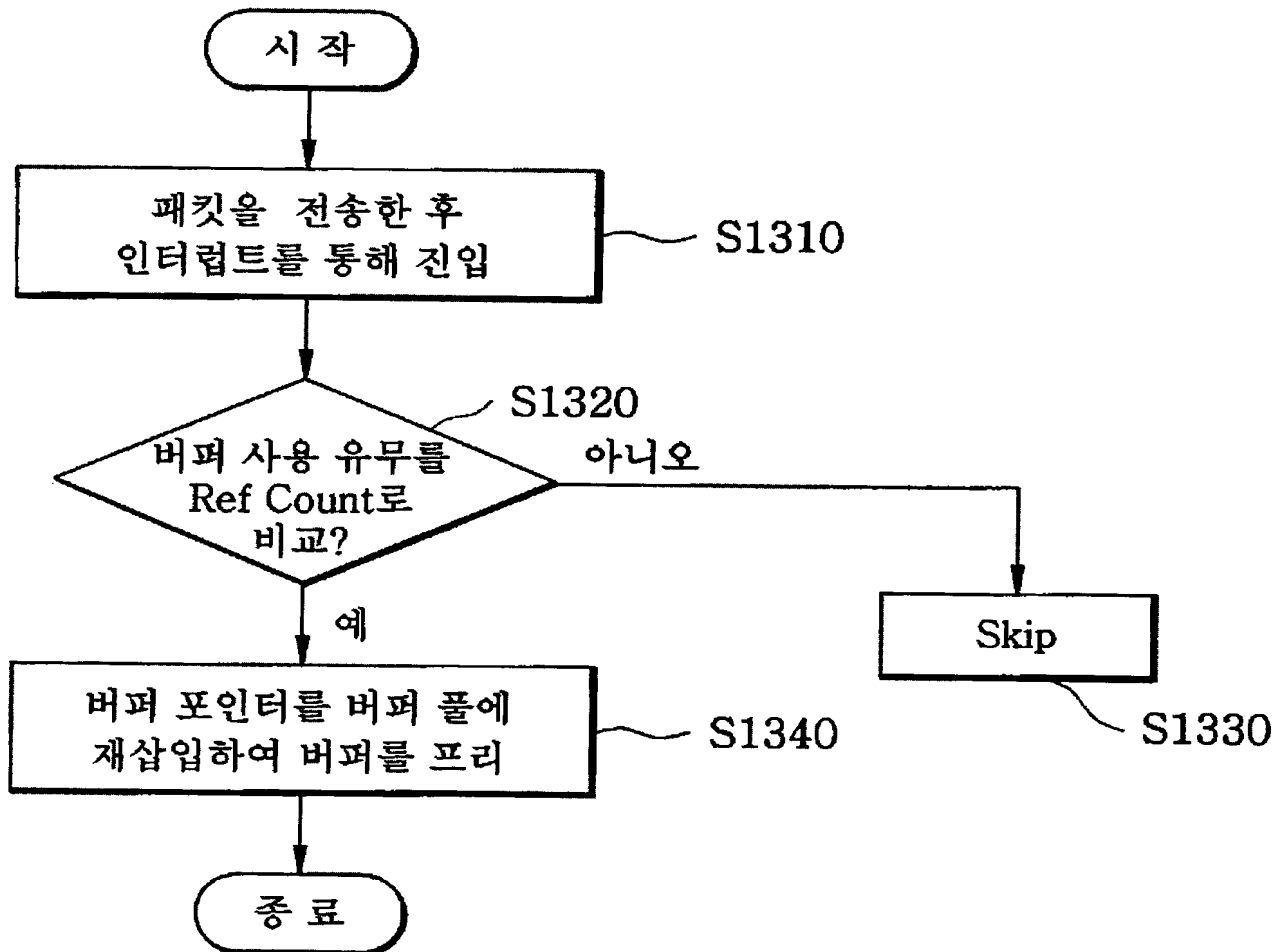 시 작
패킷을 전송한 후
인터럽트를 통해 진입
S1310
S1320
버퍼 사용 유무를
Ref Count로
비교?
아니오
예
Skip
S1330
버퍼 포인터를 버퍼 풀에
재삽입하여 버퍼를 프리
S1340
종 료